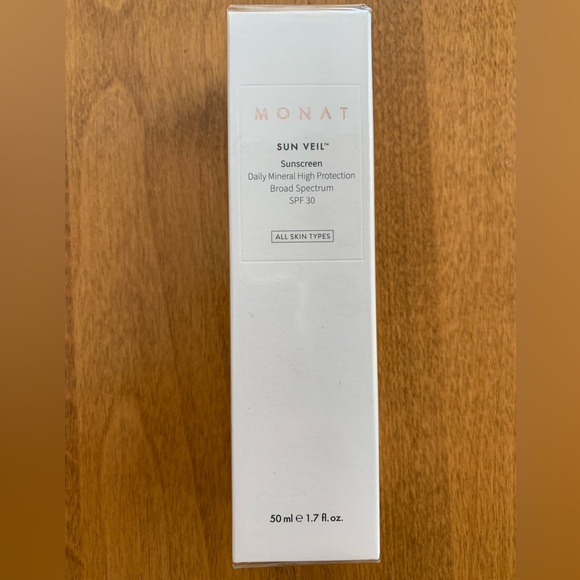 MONAT
SUN VEIL™
Sunscreen
Daily Mineral High Protection
Broad Spectrum
SPF 30
ALL SKIN TYPES
50 ml ℮ 1.7 fl. oz.